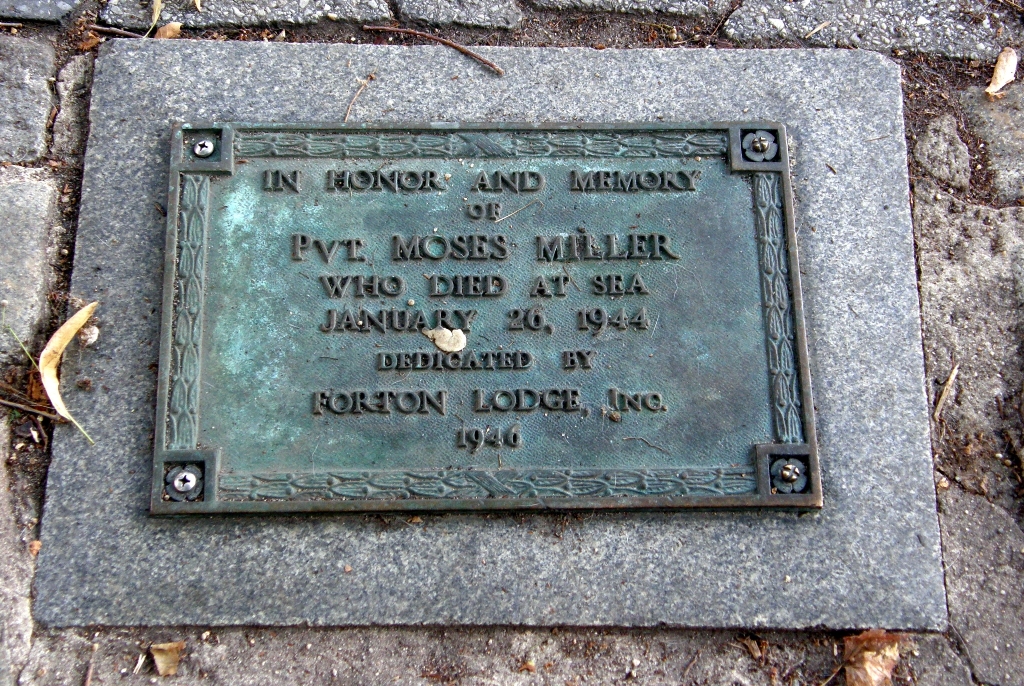 IN HONOR AND MEMORY
OF
PVT. MOSES MILLER
WHO DIED AT SEA
JANUARY 26, 1944
DEDICATED BY
FORTON LODGE, INC.
1946